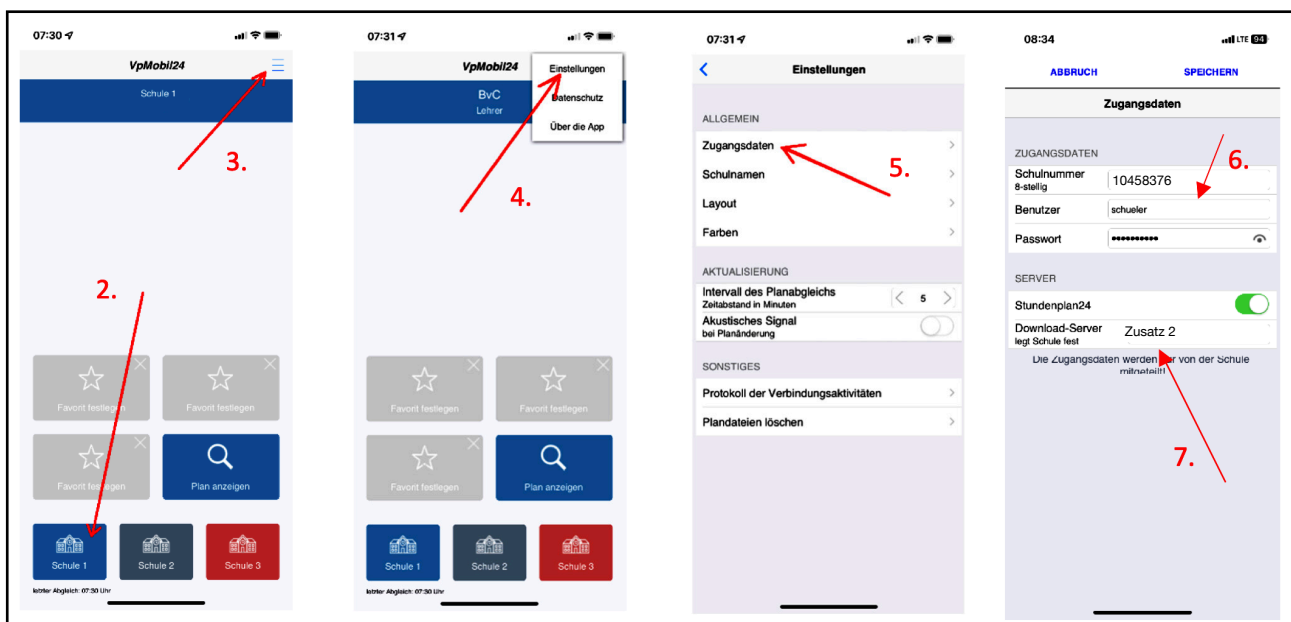 07:30
VpMobil24
Schule 1
3.
2.
Favorit festlegen
Favorit festlegen
Favorit festlegen
Plan anzeigen
Schule 1
Schule 2
Schule 3
letzter Abgleich: 07:30 Uhr
07:31
VpMobil24
Einstellungen
BvC
Lehrer
Datenschutz
Über die App
4.
Favorit festlegen
Favorit festlegen
Favorit festlegen
Plan anzeigen
Schule 1
Schule 2
Schule 3
letzter Abgleich: 07:30 Uhr
07:31
Einstellungen
ALLGEMEIN
Zugangsdaten
5.
Schulnamen
Layout
Farben
AKTUALISIERUNG
Intervall des Planabgleichs
Zeitabstand in Minuten
5
Akustisches Signal
bei Planänderung
SONSTIGES
Protokoll der Verbindungsaktivitäten
Plandateien löschen
08:34
LTE 94
ABBRUCH SPEICHERN
Zugangsdaten
ZUGANGSDATEN
6.
Schulnummer
8-stellig
10458376
Benutzer schueler
Passwort ••••••••••
SERVER
Stundenplan24
Download-Server
legt Schule fest
Zusatz 2
Die Zugangsdaten werden von der Schule
mitgeteilt!
7.